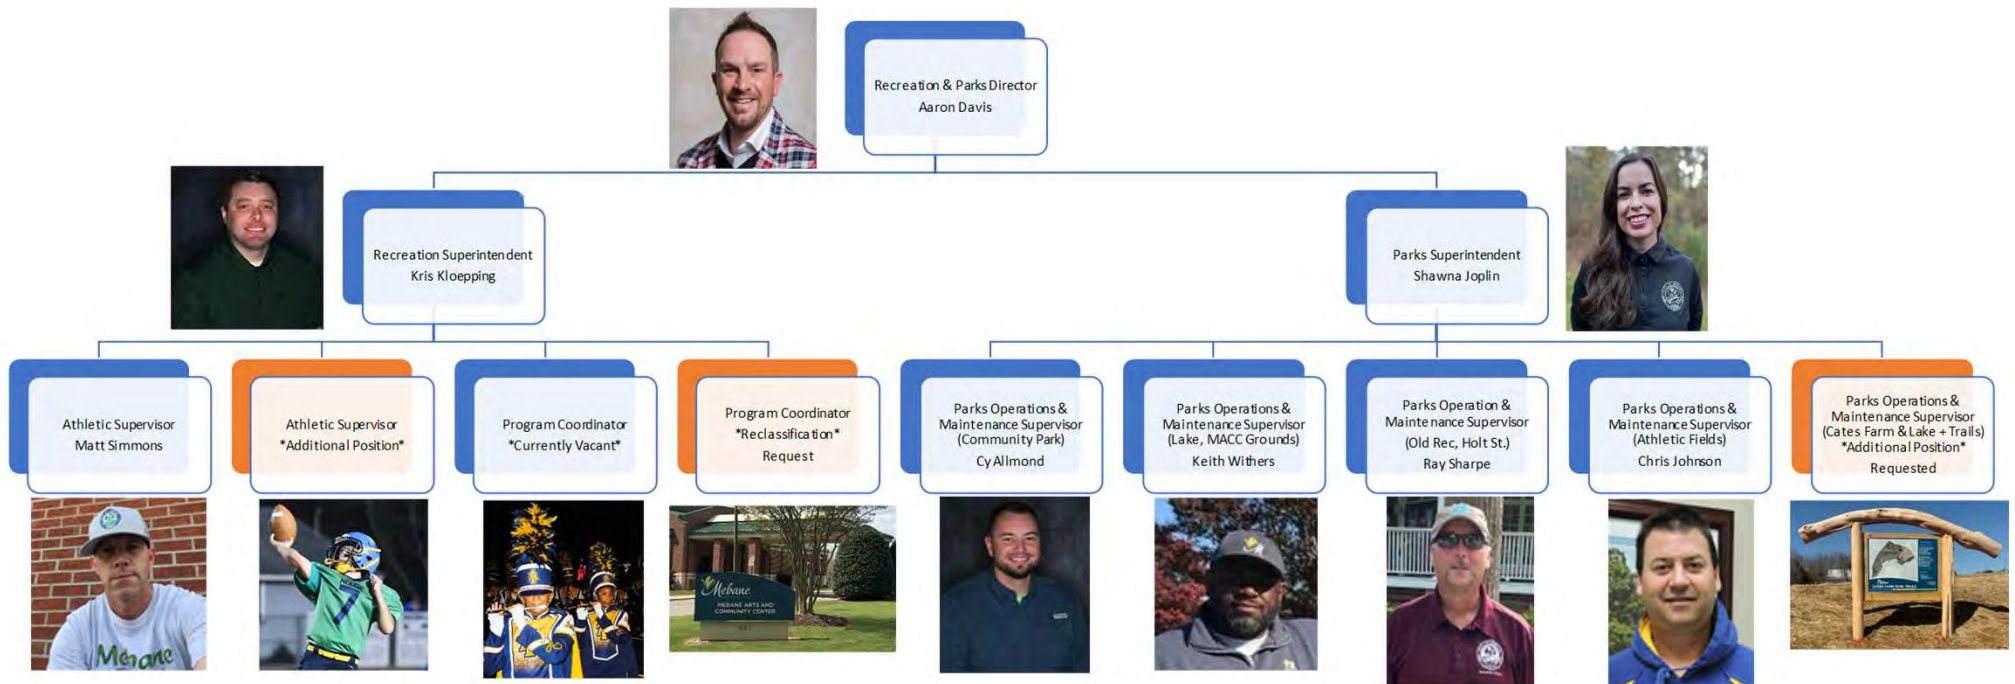 Recreation & Parks Director
Aaron Davis
Recreation Superintendent
Kris Kloepping
Parks Superintendent
Shawna Joplin
Athletic Supervisor
Matt Simmons
Athletic Supervisor
*Additional Position*
Program Coordinator
*Currently Vacant*
Program Coordinator
*Reclassification*
Request
Parks Operations &
Maintenance Supervisor
(Community Park)
Cy Allmond
Parks Operations &
Maintenance Supervisor
(Lake, MACC Grounds)
Keith Withers
Parks Operation &
Maintenance Supervisor
(Old Rec, Holt St.)
Ray Sharpe
Parks Operations &
Maintenance Supervisor
(Athletic Fields)
Chris Johnson
Parks Operations &
Maintenance Supervisor
(Cates Farm & Lake + Trails)
*Additional Position*
Requested
Mebane
7
Mebane
MEBANE ARTS AND
COMMUNITY CENTER